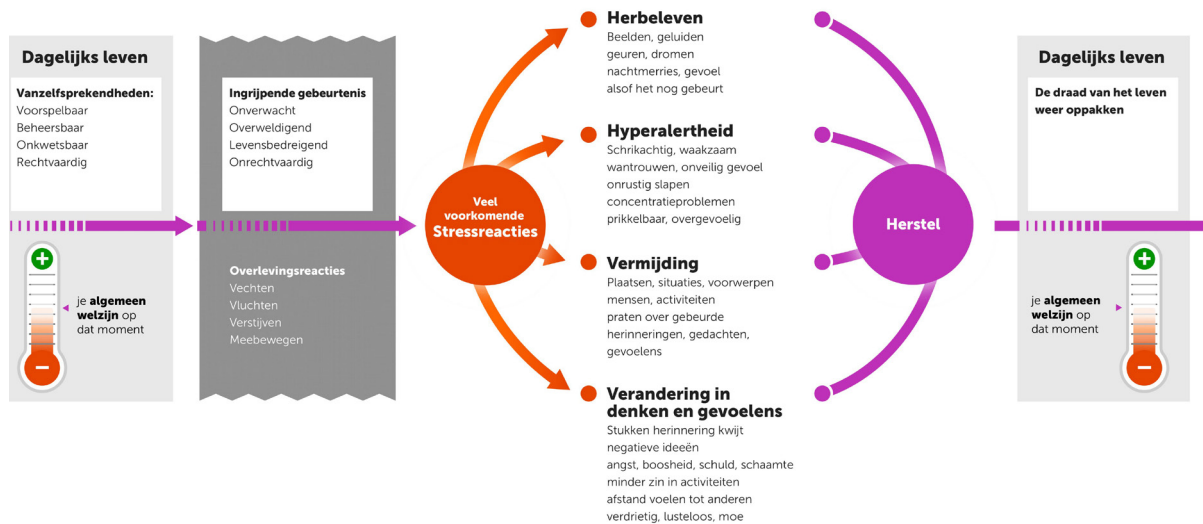 Dagelijks leven
Vanzelfsprekendheden:
Voorspelbaar
Beheersbaar
Onkwetsbaar
Rechtvaardig
je algemeen
welzijn op
dat moment
Ingrijpende gebeurtenis
Onverwacht
Overweldigend
Levensbedreigend
Onrechtvaardig
Overlevingsreacties
Vechten
Vluchten
Verstijven
Meebewegen
Veel
voorkomende
Stressreacties
Herbeleven
Beelden, geluiden
geuren, dromen
nachtmerries, gevoel
alsof het nog gebeurt
Hyperalertheid
Schrikachtig, waakzaam
wantrouwen, onveilig gevoel
onrustig slapen
concentratieproblemen
prikkelbaar, overgevoelig
Vermijding
Plaatsen, situaties, voorwerpen
mensen, activiteiten
praten over gebeurde
herinneringen, gedachten,
gevoelens
Verandering in
denken en gevoelens
Stukken herinnering kwijt
negatieve ideeën
angst, boosheid, schuld, schaamte
minder zin in activiteiten
afstand voelen tot anderen
verdrietig, lusteloos, moe
Herstel
Dagelijks leven
De draad van het leven
weer oppakken
je algemeen
welzijn op
dat moment